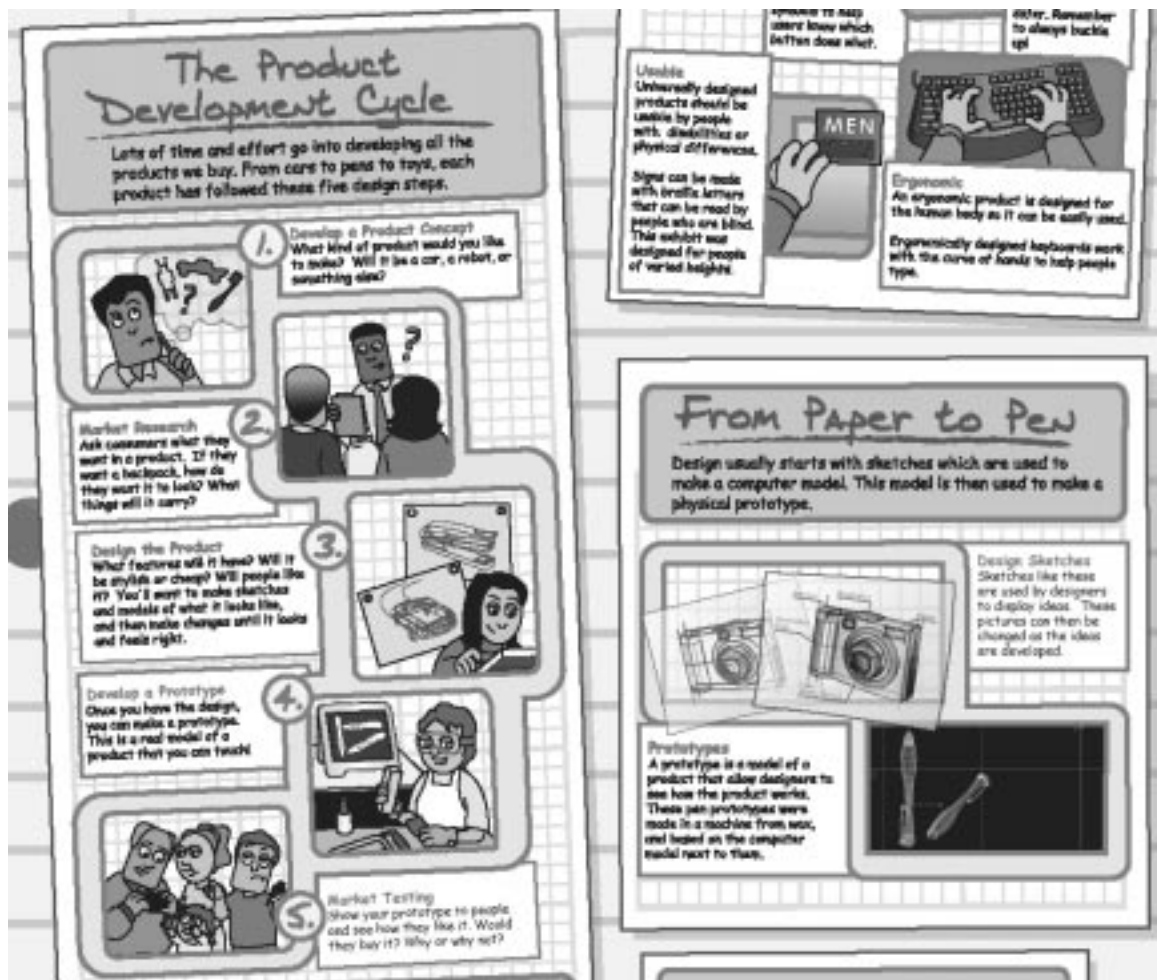 The Product
Development Cycle
Lots of time and effort go into developing all the
products we buy. From cars to pens to toys, each
product has followed these five design steps.
1.
Develop a Product Concept
What kind of product would you like
to make? Will it be a car, a robot, or
something else?
2.
Market Research
Ask consumers what they
want in a product. If they
want a backpack, how do
they want it to look? What
things will it carry?
3.
Design the Product
What features will it have? Will it
be stylish or cheap? Will people like
it? You'll want to make sketches
and models of what it looks like,
and then make changes until it looks
and feels right.
4.
Develop a Prototype
Once you have the design,
you can make a prototype.
This is a real model of a
product that you can touch!
5.
Market Testing
Show your prototype to people
and see how they like it. Would
they buy it? Why or why not?
symbols to help
users know which
button does what.
easier. Remember
to always buckle
up!
Usable
Universally designed
products should be
usable by people
with disabilities or
physical differences.
Signs can be made
with braille letters
that can be read by
people who are blind.
This exhibit was
designed for people
of varied heights.
MEN
Ergonomic
An ergonomic product is designed for
the human body so it can be easily used.
Ergonomically designed keyboards work
with the curve of hands to help people
type.
From Paper to Pen
Design usually starts with sketches which are used to
make a computer model. This model is then used to make a
physical prototype.
Design Sketches
Sketches like these
are used by designers
to display ideas. These
pictures can then be
changed as the ideas
are developed.
Prototypes
A prototype is a model of a
product that allow designers to
see how the product works.
These pen prototypes were
made in a machine from wax,
and based on the computer
model next to them.